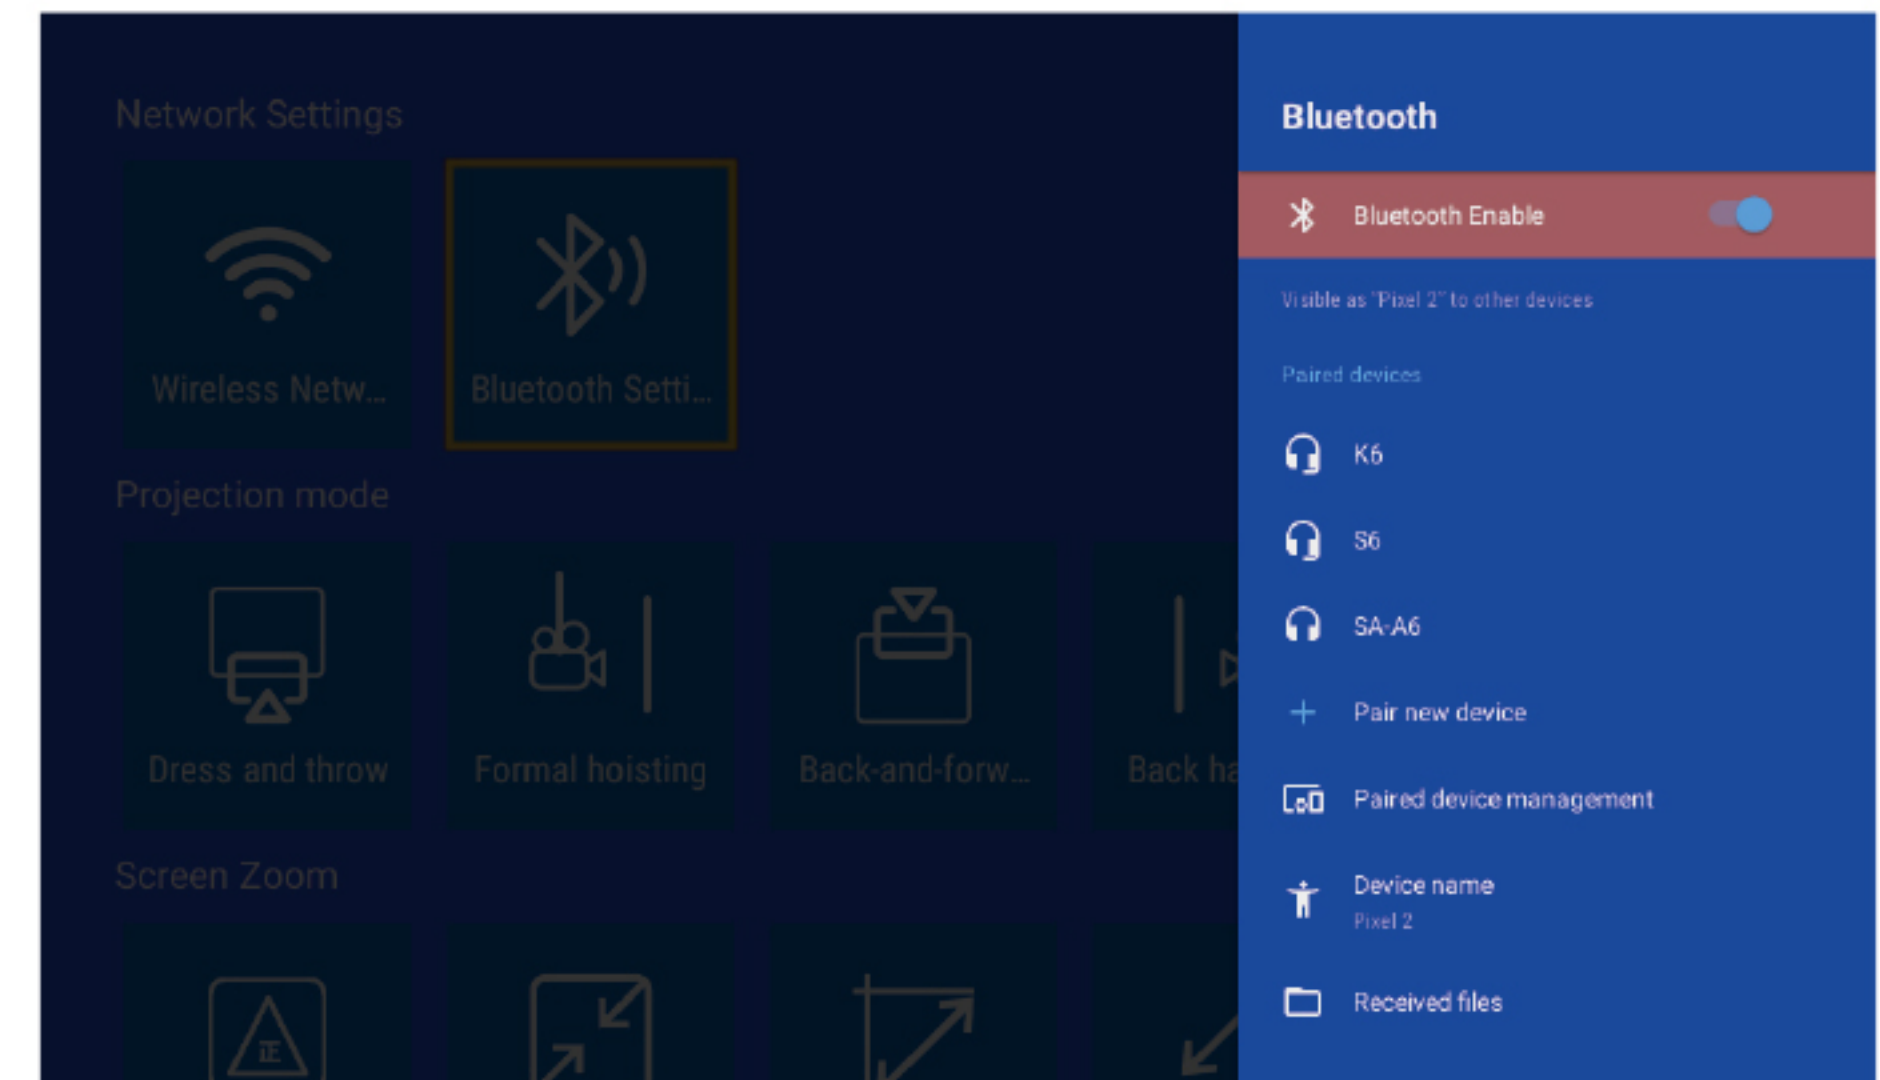 Network Settings
Wireless Netw...
Bluetooth Setti...
Projection mode
Dress and throw
Formal hoisting
Back-and-forw...
Back ha
Screen Zoom
正
Bluetooth
Bluetooth Enable
Visible as "Pixel 2" to other devices
Paired devices
K6
S6
SA-A6
Pair new device
Paired device management
Device name
Pixel 2
Received files